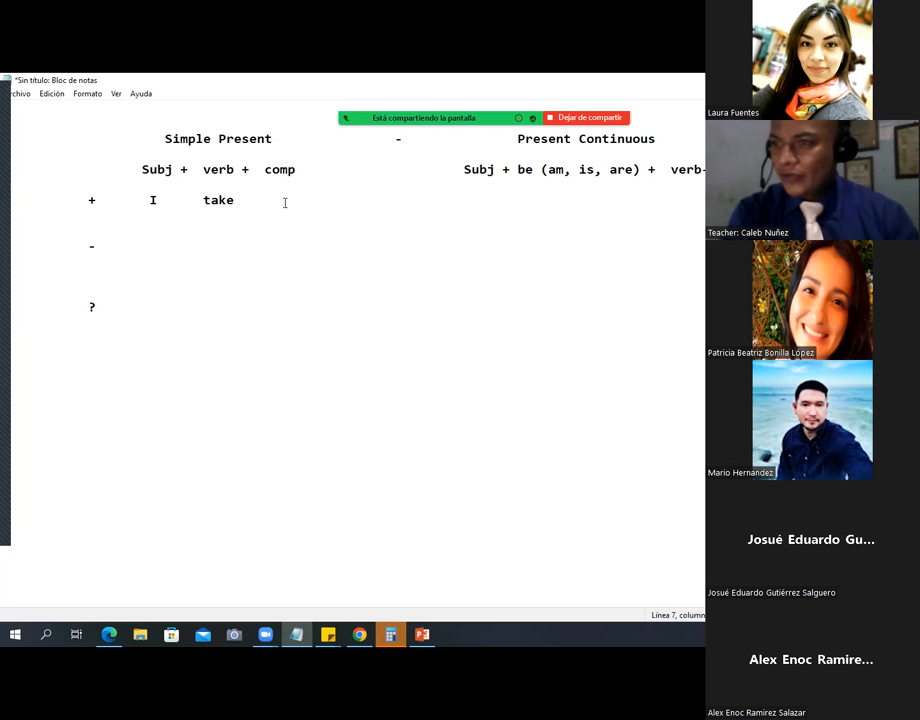 *Sin título: Bloc de notas
rchivo Edición Formato Ver Ayuda
Está compartiendo la pantalla Dejar de compartir
Simple Present - Present Continuous
Subj + verb + comp Subj + be (am, is, are) + verb-
+ I take
-
?
Línea 7, column
Laura Fuentes
Teacher: Caleb Nuñez
Patricia Beatriz Bonilla López
Mario Hernandez
Josué Eduardo Gu...
Josué Eduardo Gutiérrez Salguero
Alex Enoc Ramire...
Alex Enoc Ramirez Salazar